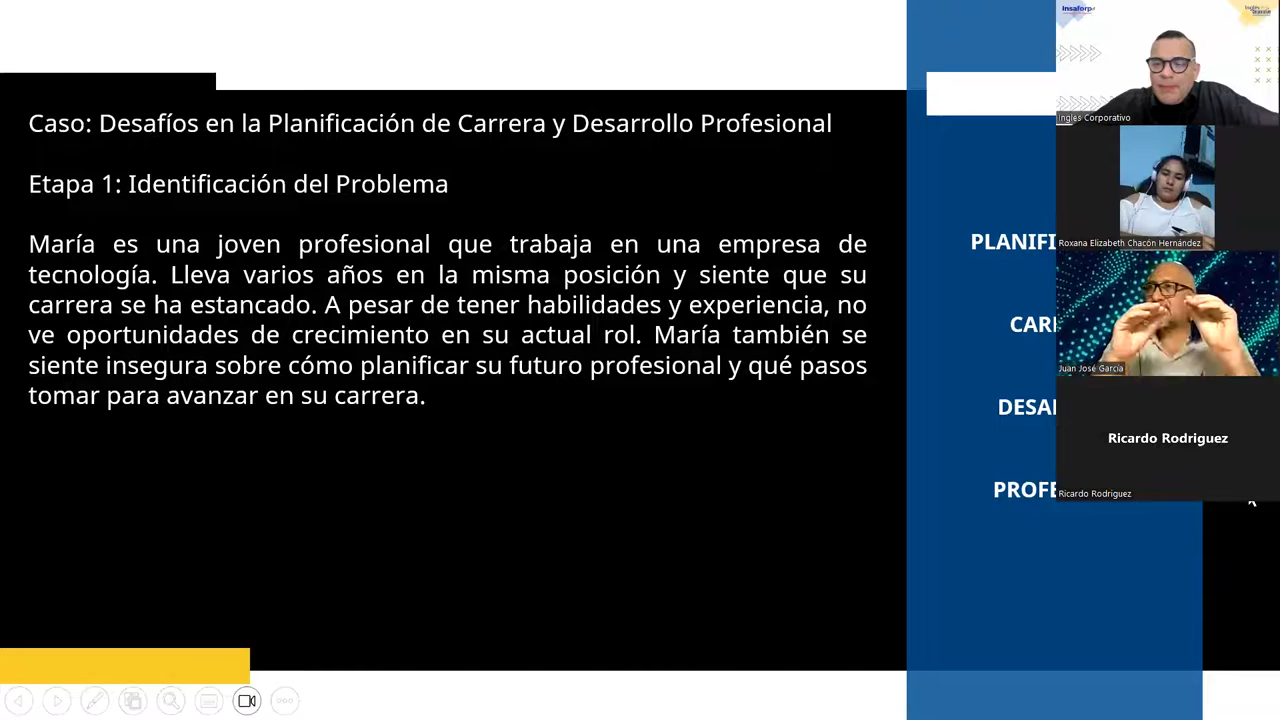 Caso: Desafíos en la Planificación de Carrera y Desarrollo Profesional
Etapa 1: Identificación del Problema
María es una joven profesional que trabaja en una empresa de
tecnología. Lleva varios años en la misma posición y siente que su
carrera se ha estancado. A pesar de tener habilidades y experiencia, no
ve oportunidades de crecimiento en su actual rol. María también se
siente insegura sobre cómo planificar su futuro profesional y qué pasos
tomar para avanzar en su carrera.
PLANIFI
CARI
DESAI
PROFE
insaforp
Ingles Corporativo
Roxana Elizabeth Chacón Hernández
Juan José García
Ricardo Rodriguez
Ricardo Rodriguez